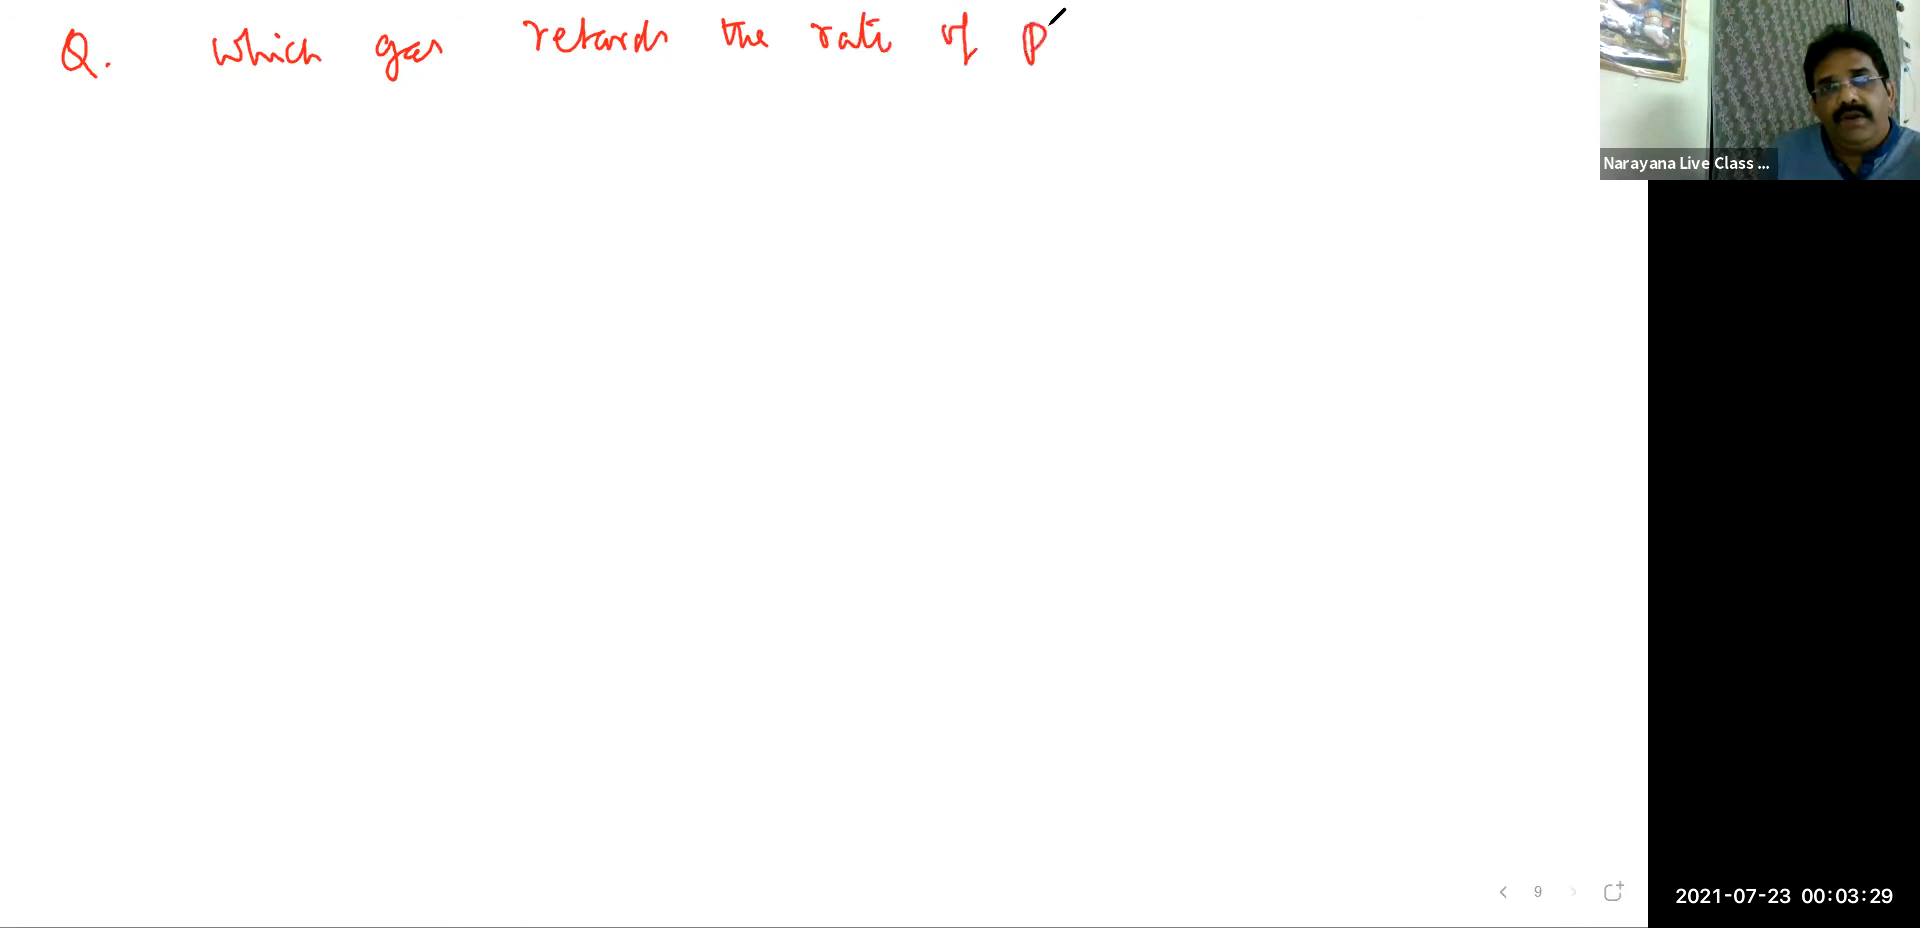 Q. Which gas retards the rate of P
Narayana Live Class ...
9
2021-07-23 00:03:29